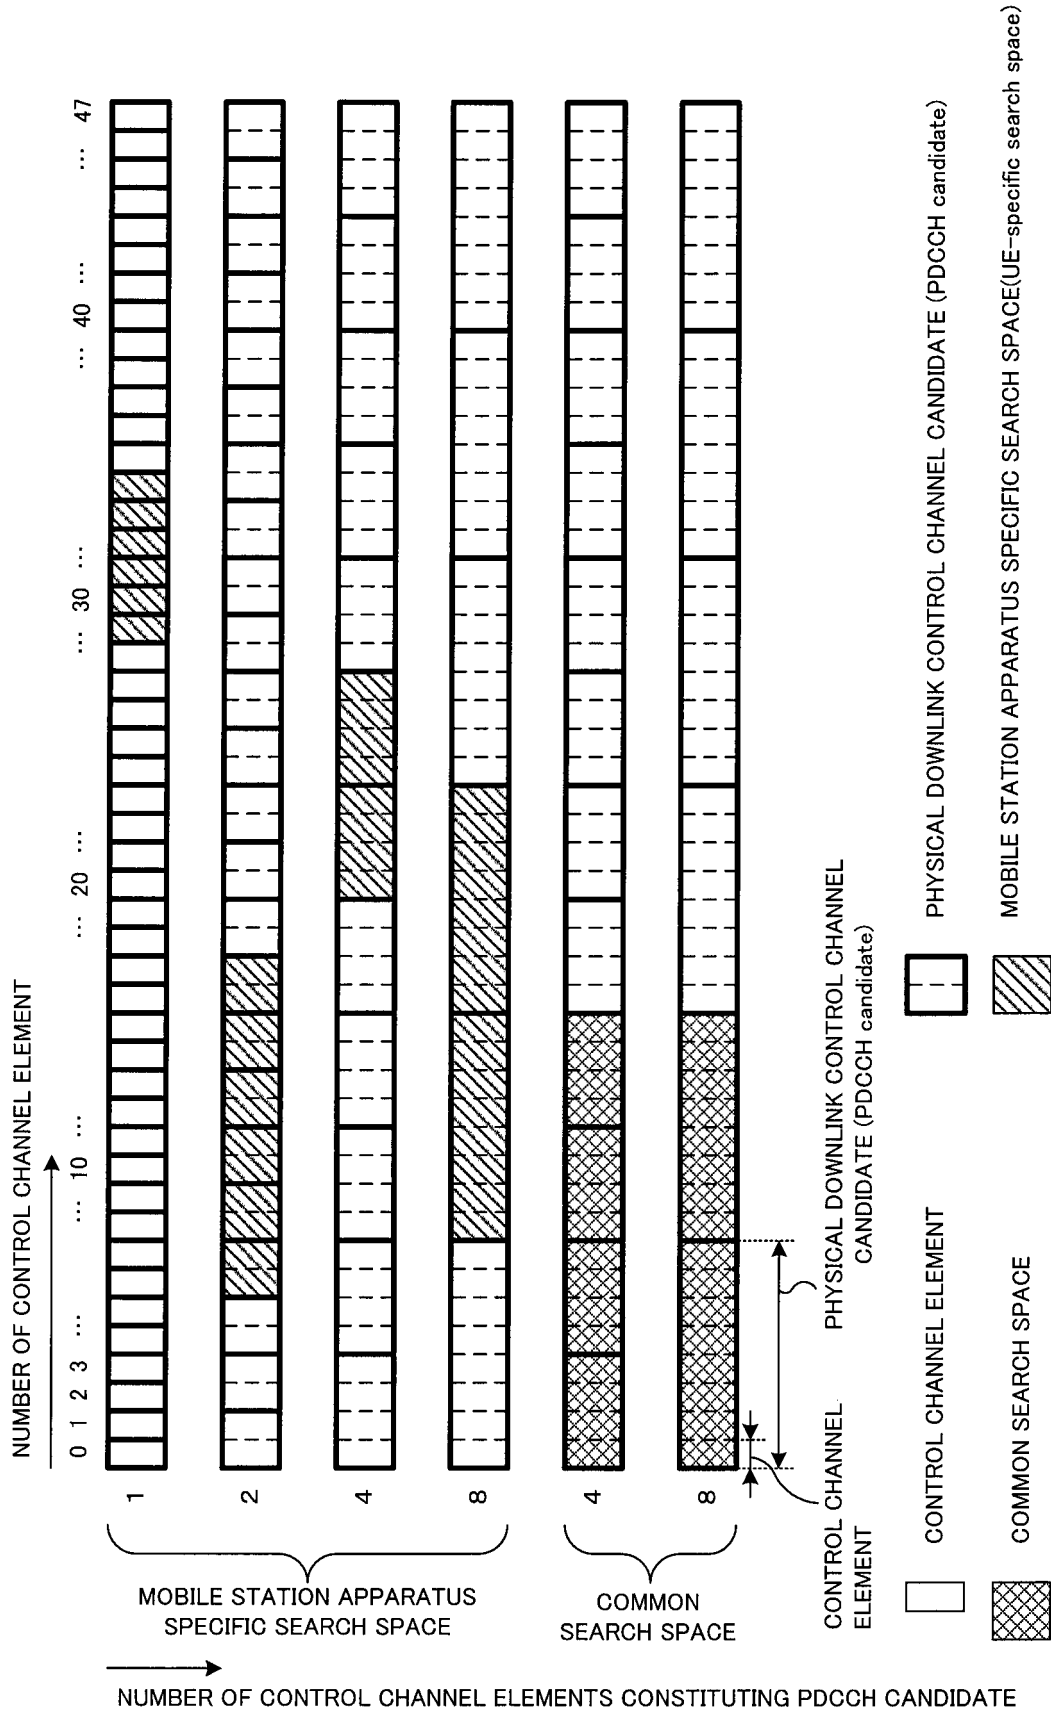 NUMBER OF CONTROL CHANNEL ELEMENT
0 1 2 3 ... ... 10 ... ... 20 ... ... 30 ... ... 40 ... ... 47
1
2
4
8
4
8
MOBILE STATION APPARATUS
SPECIFIC SEARCH SPACE
COMMON
SEARCH SPACE
NUMBER OF CONTROL CHANNEL ELEMENTS CONSTITUTING PDCCH CANDIDATE
CONTROL CHANNEL
ELEMENT
PHYSICAL DOWNLINK CONTROL CHANNEL
CANDIDATE (PDCCH candidate)
CONTROL CHANNEL ELEMENT
PHYSICAL DOWNLINK CONTROL CHANNEL CANDIDATE (PDCCH candidate)
COMMON SEARCH SPACE
MOBILE STATION APPARATUS SPECIFIC SEARCH SPACE(UE-specific search space)